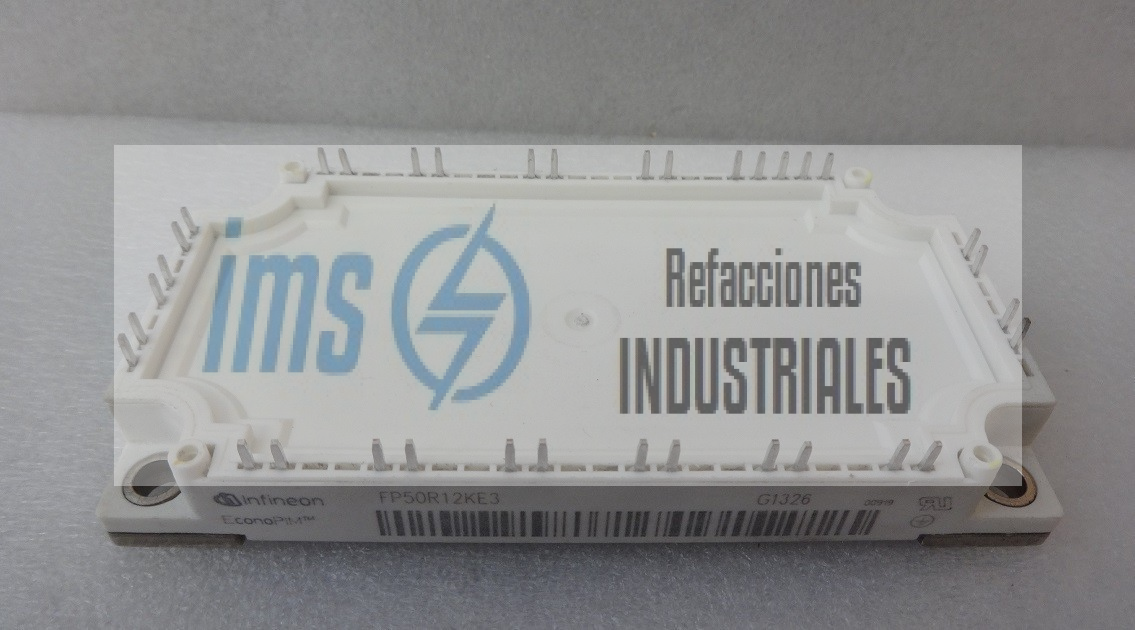 ims
Refacciones
INDUSTRIALES
infineon FP50R12KE3 G1326
EconoPIM™